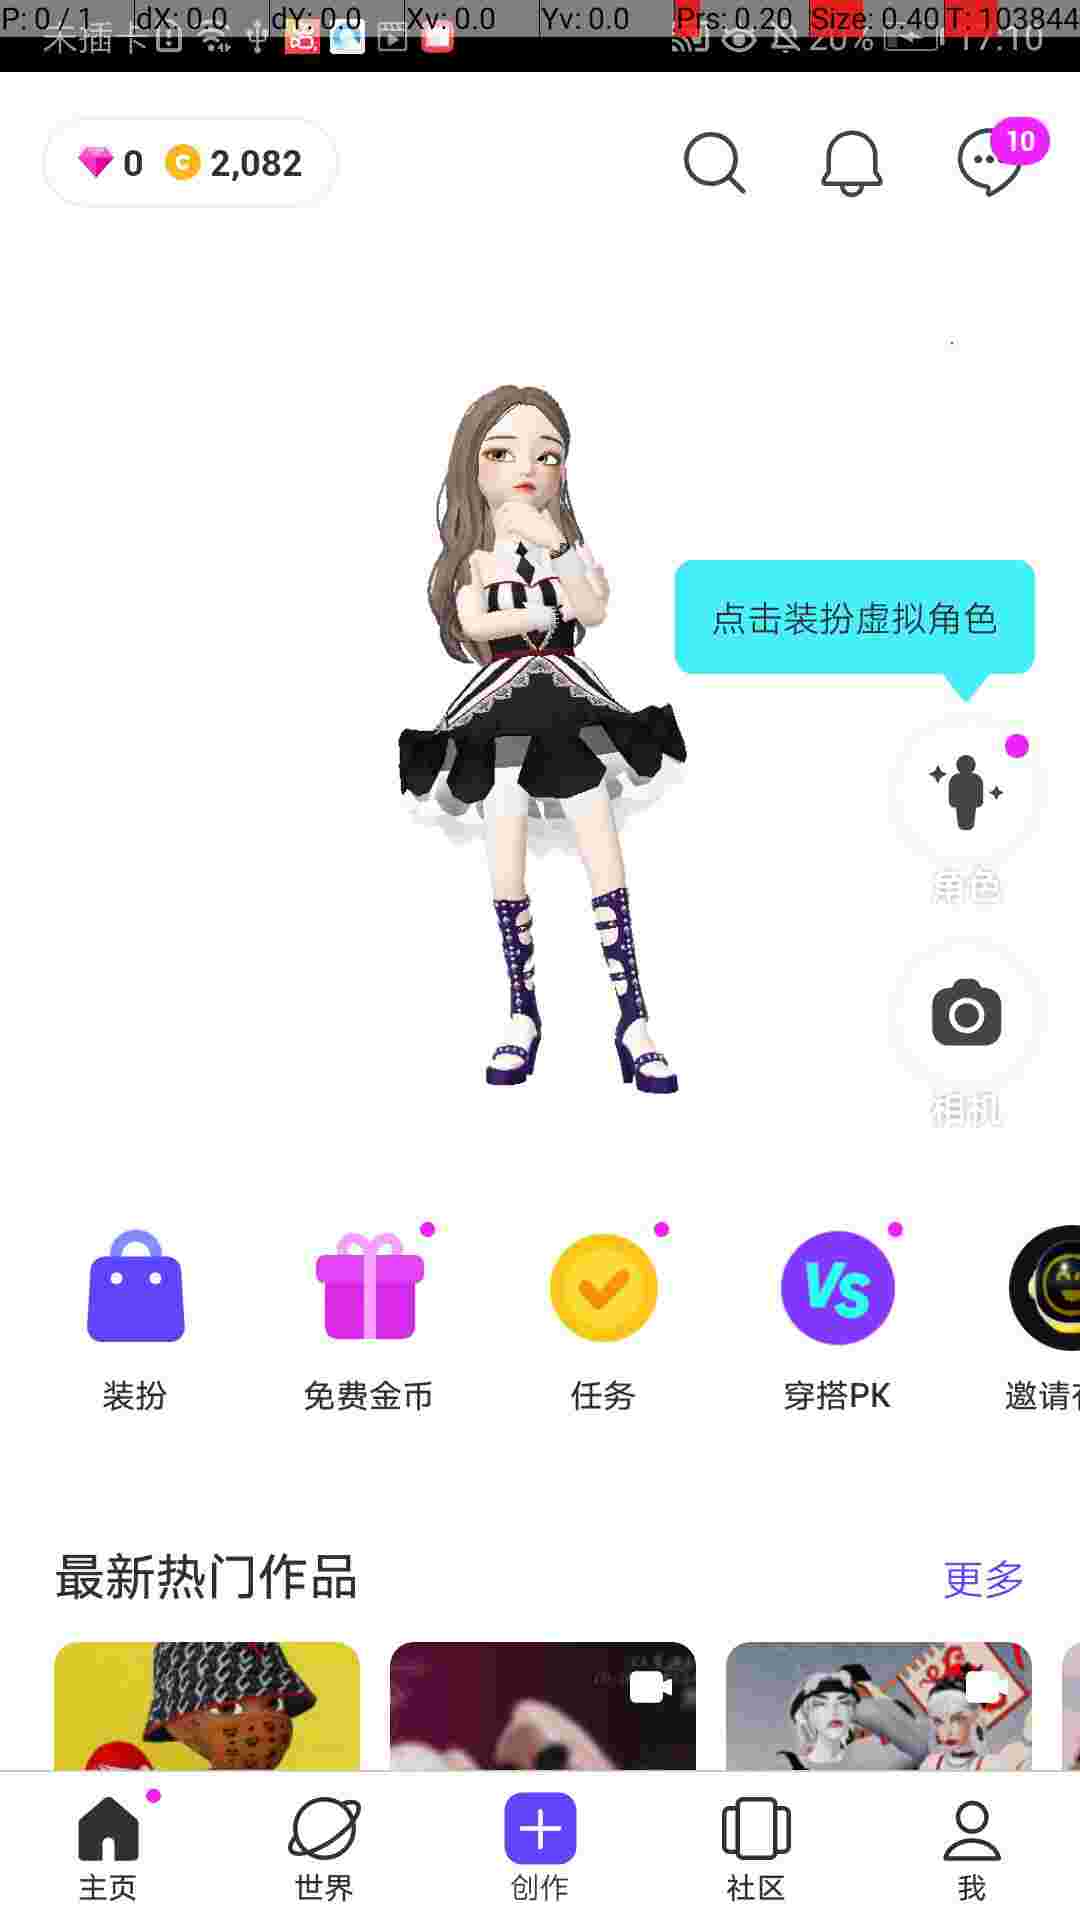 P: 0 / 1 dX: 0.0 dY: 0.0 Xv: 0.0 Yv: 0.0 Prs: 0.20 Size: 0.40 T: 103844
未插卡 20% 17:10
0 C 2,082
10
点击装扮虚拟角色
角色
相机
VS
装扮 免费金币 任务 穿搭PK 邀请
最新热门作品 更多
主页 世界 创作 社区 我